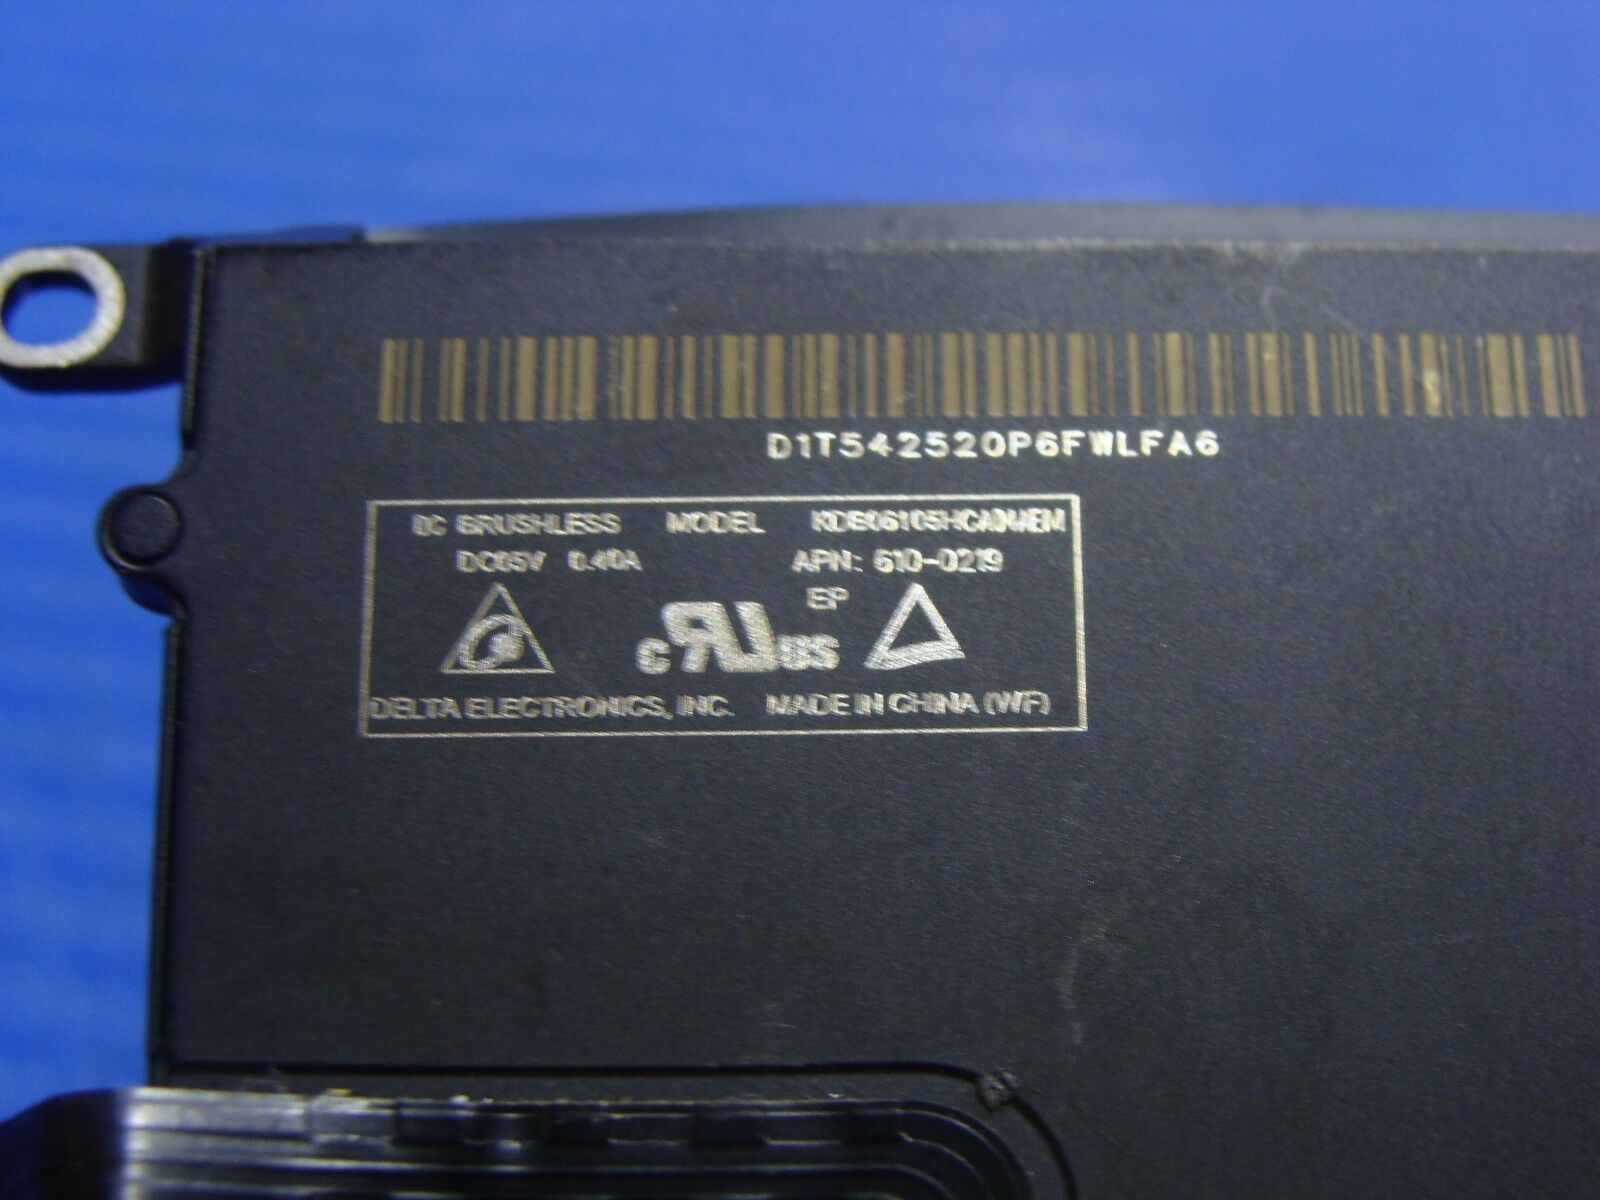 D1T542520P6FWLFA6
DC BRUSHLESS MODEL
DC05V 0.40A APN: 610-0219
EP
c RU us
DELTA ELECTRONICS, INC. MADE IN CHINA (WF)